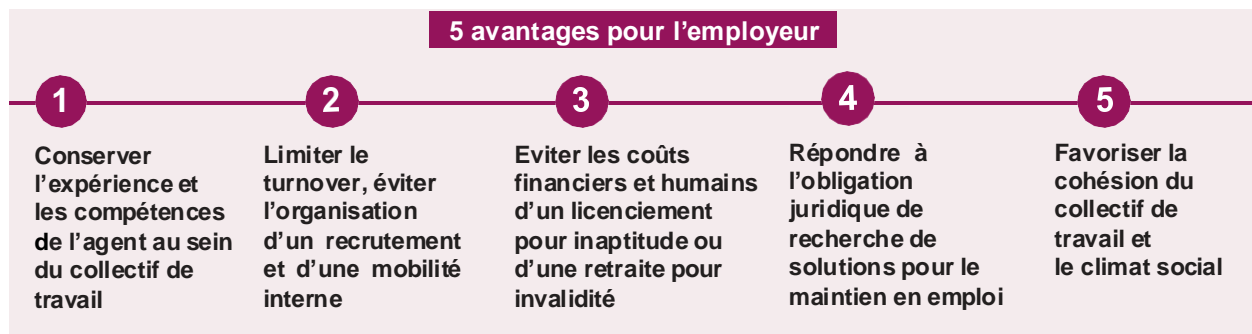 5 avantages pour l’employeur
1
Conserver
l’expérience et
les compétences
de l’agent au sein
du collectif de
travail
2
Limiter le
turnover, éviter
l’organisation
d’un recrutement
et d’une mobilité
interne
3
Eviter les coûts
financiers et humains
d’un licenciement
pour inaptitude ou
d’une retraite pour
invalidité
4
Répondre à
l’obligation
juridique de
recherche de
solutions pour le
maintien en emploi
5
Favoriser la
cohésion du
collectif de
travail et
le climat social